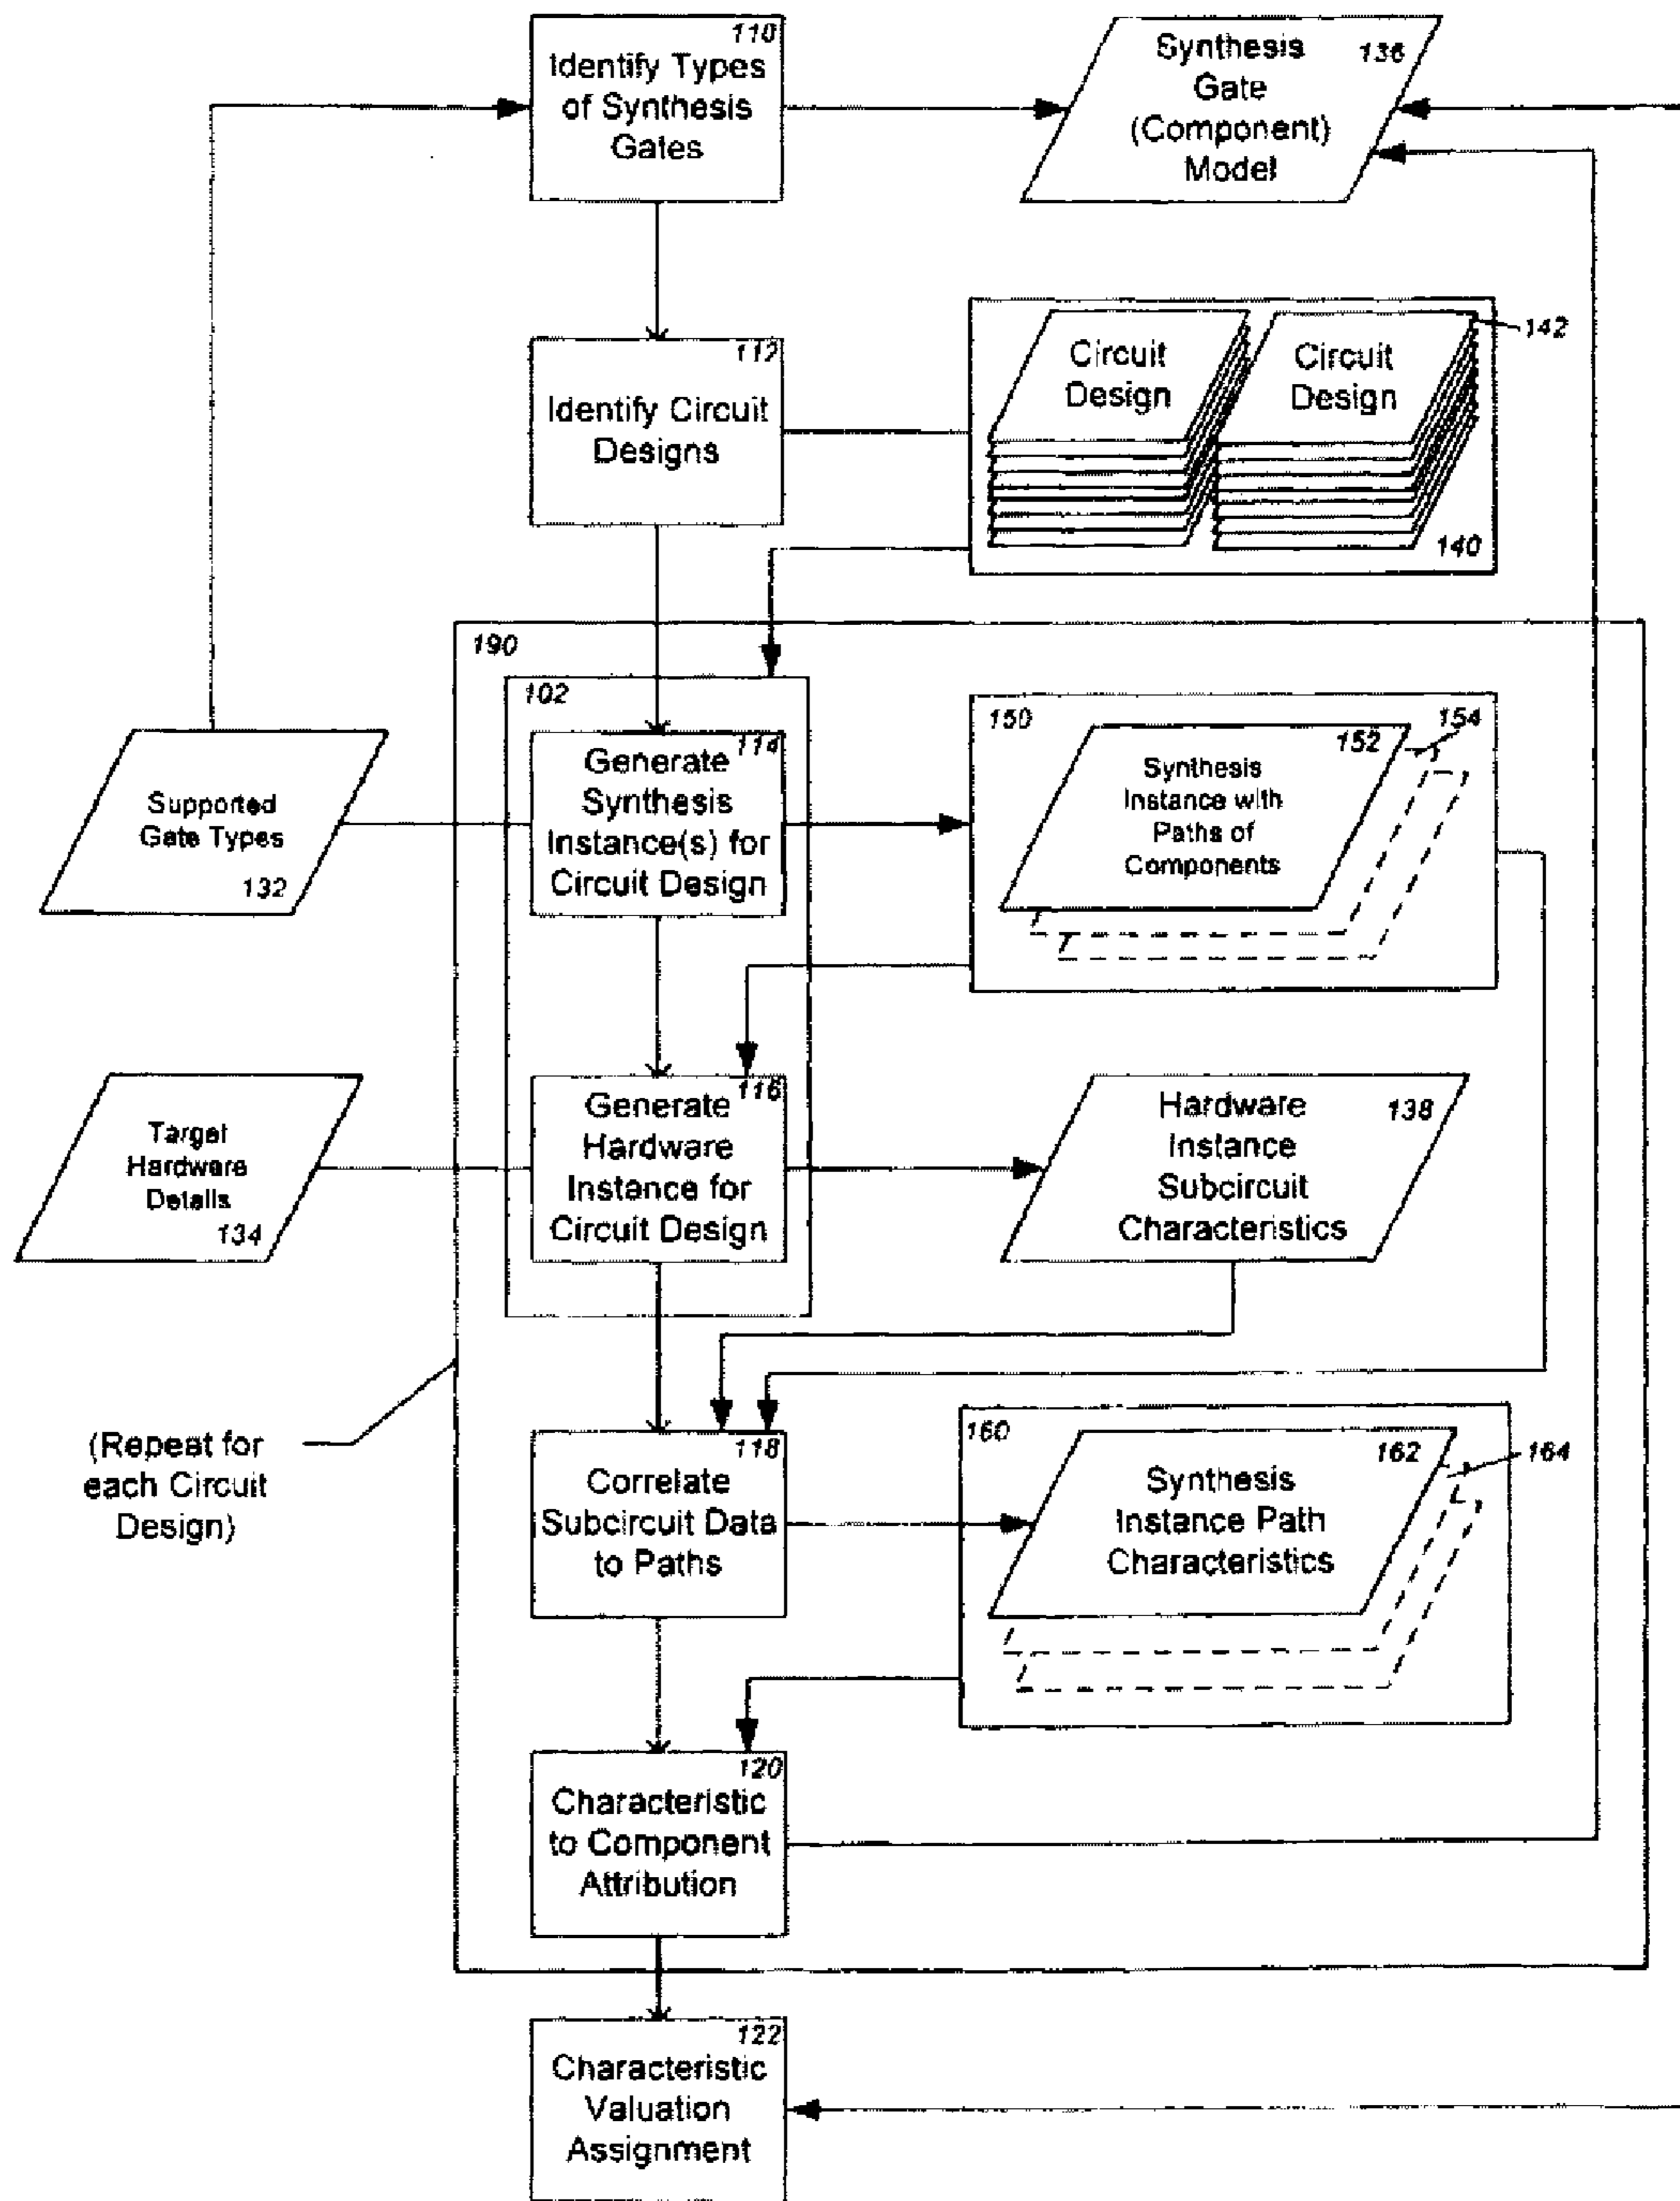 110
Identify Types
of Synthesis
Gates
Synthesis
Gate
(Component)
Model
136
112
Identify Circuit
Designs
Circuit
Design
Circuit
Design
142
140
190
102
114
Generate
Synthesis
Instance(s) for
Circuit Design
Supported
Gate Types
132
150
152
154
Synthesis
Instance with
Paths of
Components
116
Generate
Hardware
Instance for
Circuit Design
Target
Hardware
Details
134
Hardware
Instance
Subcircuit
Characteristics
138
(Repeat for
each Circuit
Design)
118
Correlate
Subcircuit Data
to Paths
160
162
164
Synthesis
Instance Path
Characteristics
120
Characteristic
to Component
Attribution
122
Characteristic
Valuation
Assignment